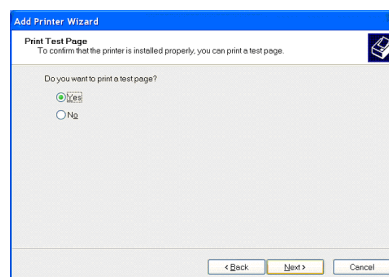 Add Printer Wizard
Print Test Page
To confirm that the printer is installed properly, you can print a test page.
Do you want to print a test page?
Yes
No
< Back Next > Cancel